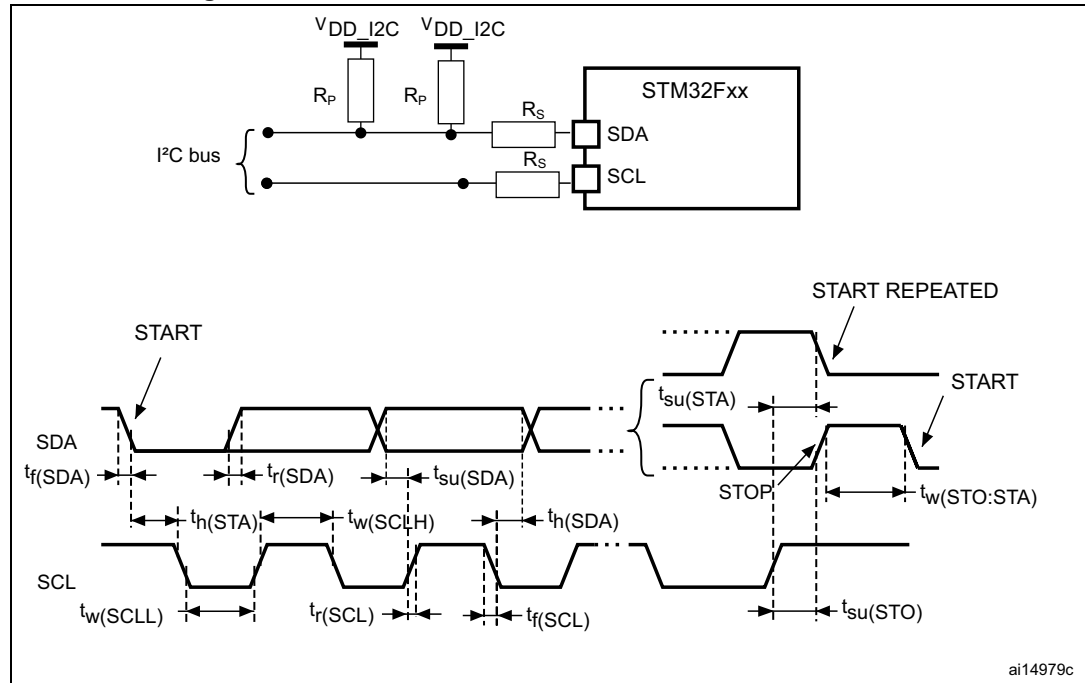 VDD_I2C VDD_I2C
RP RP
STM32Fxx
RS
SDA
I²C bus
RS
SCL
START REPEATED
START
tsu(STA)
START
SDA
tf(SDA) tr(SDA) tsu(SDA)
STOP
tw(STO:STA)
th(STA) tw(SCLH) th(SDA)
SCL
tw(SCLL) tr(SCL) tf(SCL) tsu(STO)
ai14979c